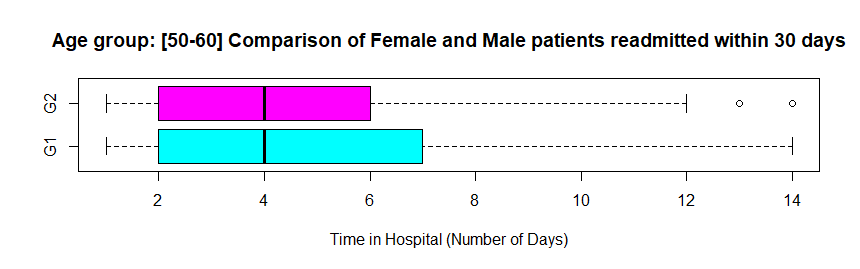 Age group: [50-60] Comparison of Female and Male patients readmitted within 30 days
G2
G1
2 4 6 8 10 12 14
Time in Hospital (Number of Days)